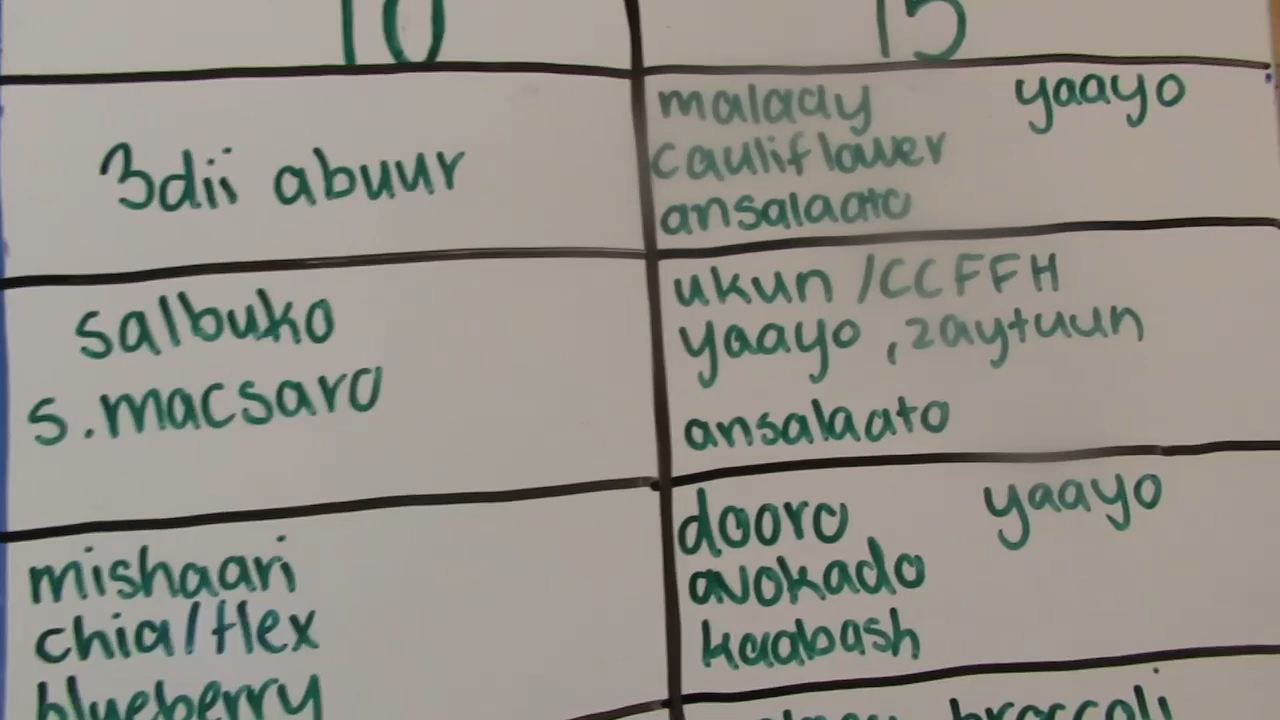 10 15
3dii abuur
malady yaayo
cauliflower
ansalaato
salbuko
s.macsaro
ukun /CCFFH
yaayo ,zaytuun
ansalaato
mishaari
chia/flex
blueberry
dooro yaayo
avokado
kaabash
broccoli